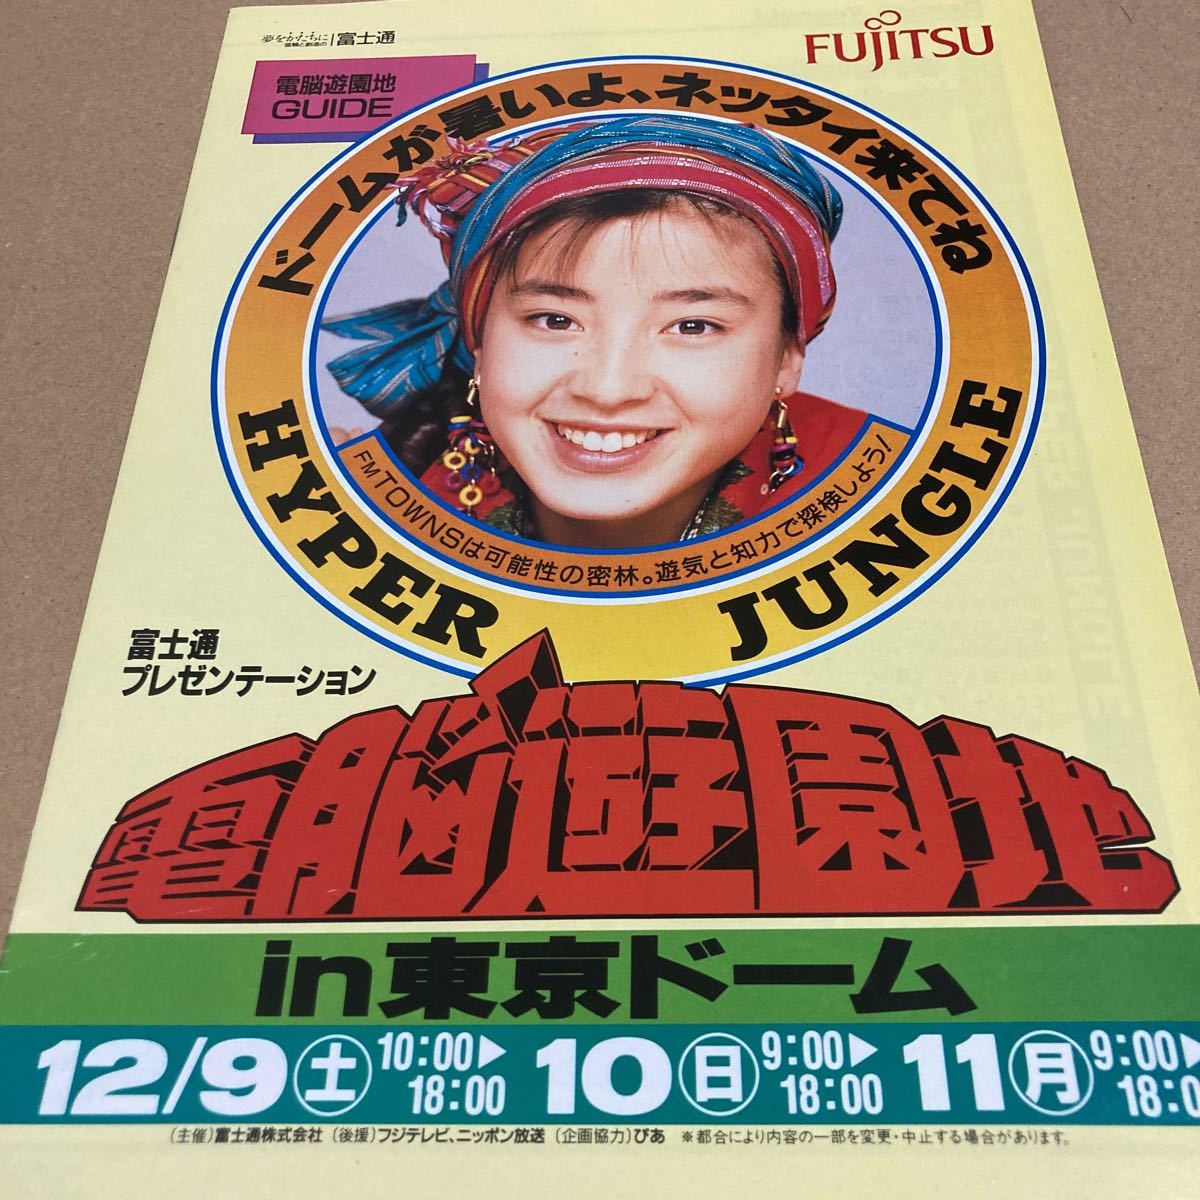 夢をかたちに
信頼と創造の
富士通
FUJITSU
電脳遊園地
GUIDE
ドームが暑いよ、ネッタイ来てね
HYPER JUNGLE
FMTOWNSは可能性の密林。遊気と知力で探検しよう!
富士通
プレゼンテーション
電脳遊園地
in東京ドーム
12/9(土) 10:00▶18:00 10(日) 9:00▶18:00 11(月) 9:00▶18:0
(主催)富士通株式会社 (後援)フジテレビ、ニッポン放送 (企画協力)ぴあ ※都合により内容の一部を変更・中止する場合があります。